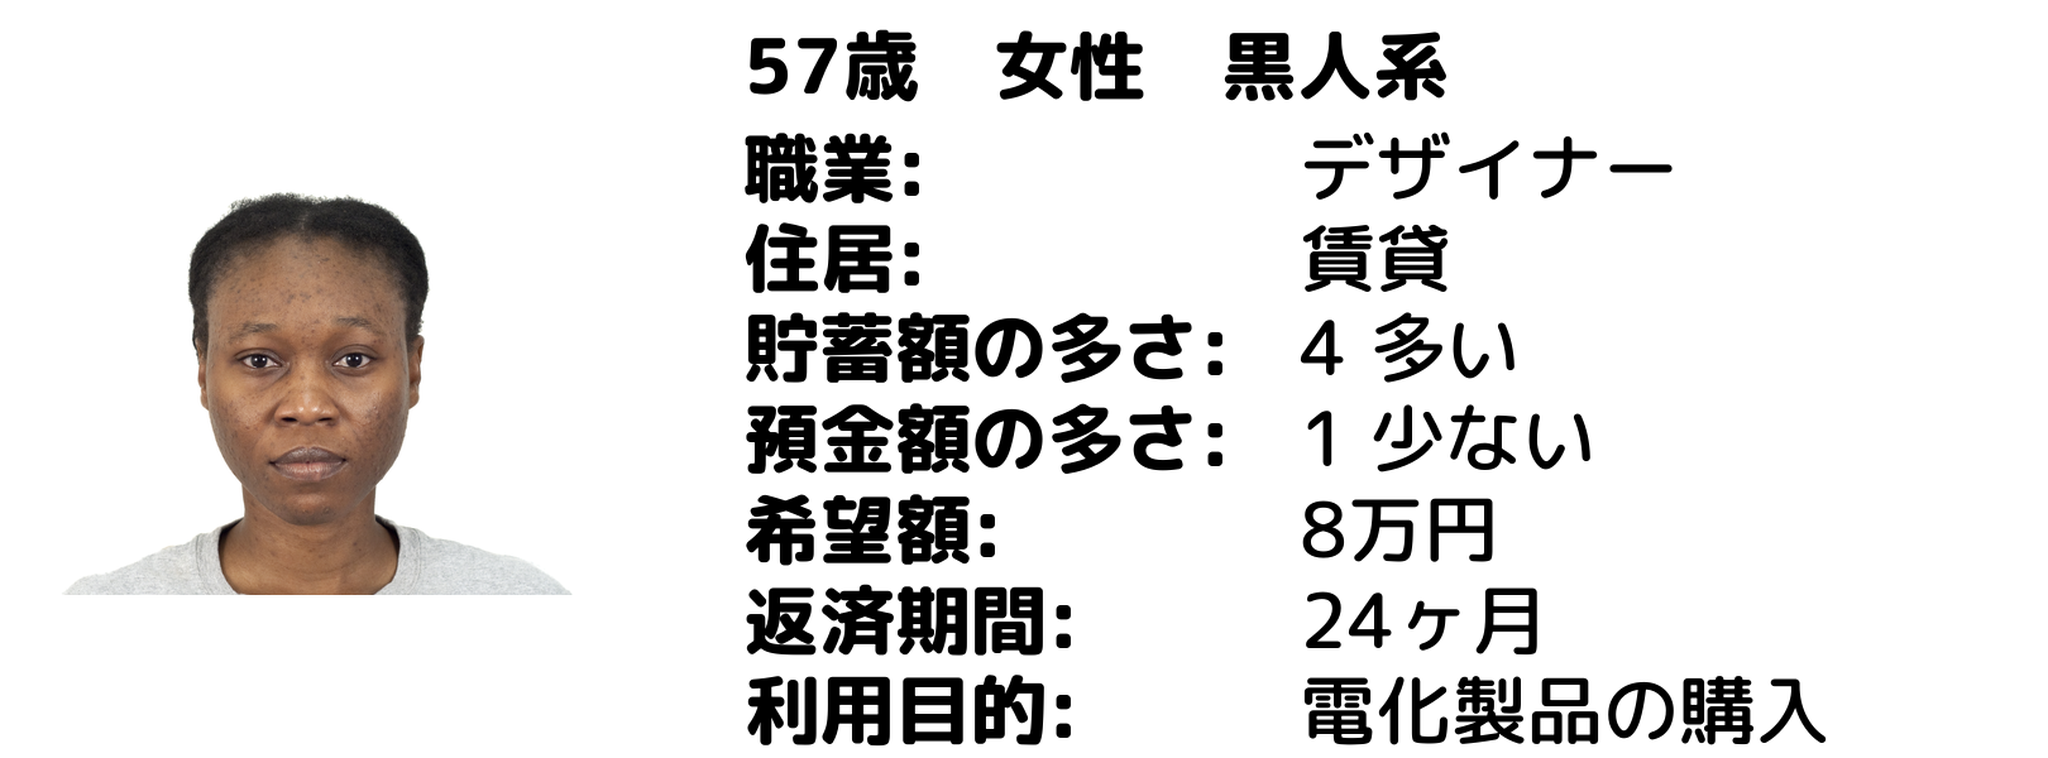 57歳　女性　黒人系
職業: デザイナー
住居: 賃貸
貯蓄額の多さ: 4 多い
預金額の多さ: 1 少ない
希望額: 8万円
返済期間: 24ヶ月
利用目的: 電化製品の購入